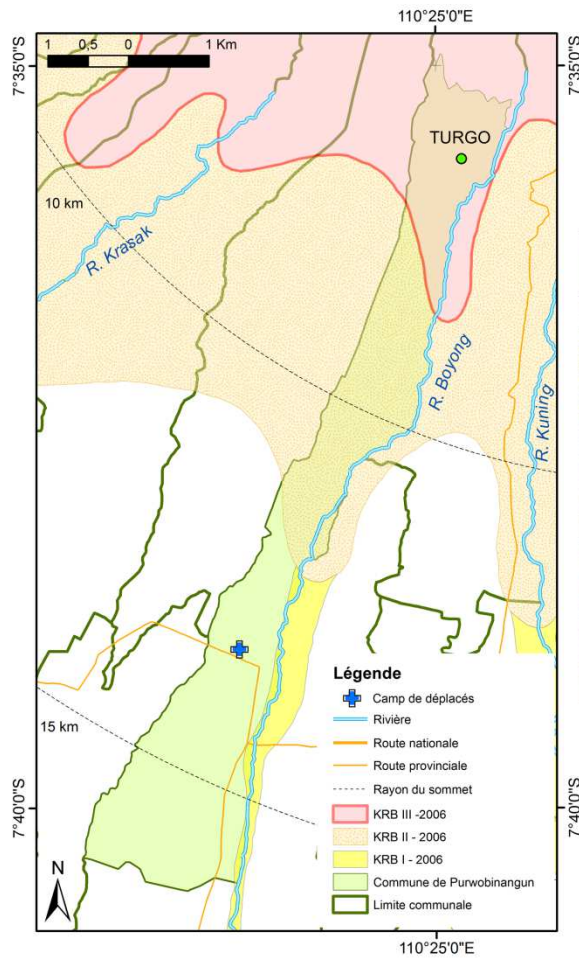 110°25'0"E
1 0,5 0 1 Km
7°35'0"S
7°35'0"S
TURGO
10 km
R. Krasak
R. Boyong
R. Kuning
15 km
Légende
Camp de déplacés
Rivière
Route nationale
Route provinciale
Rayon du sommet
KRB III -2006
KRB II - 2006
KRB I - 2006
Commune de Purwobinangun
Limite communale
7°40'0"S
7°40'0"S
N
110°25'0"E